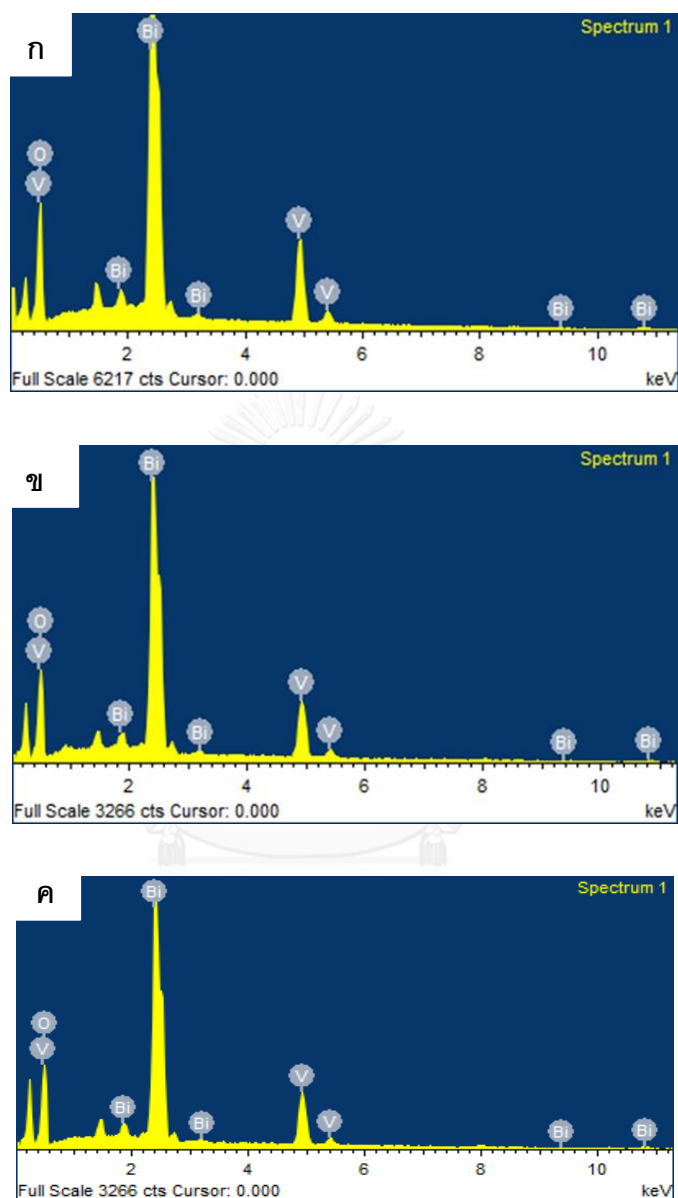 ก
Spectrum 1
Bi
O
V
Bi
Bi
V
V
Bi
Bi
2 4 6 8 10
Full Scale 6217 cts Cursor: 0.000 keV
ข
Spectrum 1
Bi
O
V
Bi
Bi
V
V
Bi
Bi
2 4 6 8 10
Full Scale 3266 cts Cursor: 0.000 keV
ค
Spectrum 1
Bi
O
V
Bi
Bi
V
V
Bi
Bi
2 4 6 8 10
Full Scale 3266 cts Cursor: 0.000 keV